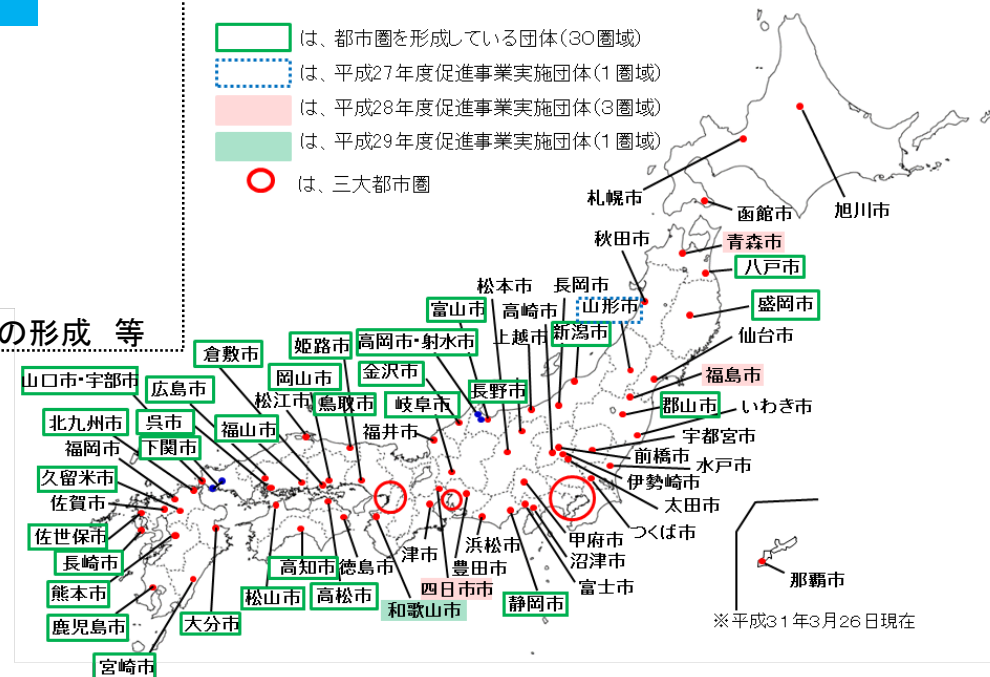 は、都市圏を形成している団体(30圏域)
は、平成27年度促進事業実施団体(1圏域)
は、平成28年度促進事業実施団体(3圏域)
は、平成29年度促進事業実施団体(1圏域)
は、三大都市圏
札幌市
函館市
旭川市
秋田市
青森市
八戸市
松本市
長岡市
富山市
高崎市
山形市
盛岡市
の形成 等
倉敷市
姫路市
高岡市・射水市
上越市
新潟市
仙台市
山口市・宇部市
広島市
岡山市
金沢市
長野市
福島市
松江市
鳥取市
岐阜市
郡山市
いわき市
北九州市
呉市
福山市
福井市
宇都宮市
福岡市
下関市
前橋市
水戸市
久留米市
伊勢崎市
佐賀市
太田市
佐世保市
つくば市
長崎市
津市
浜松市
甲府市
高知市
徳島市
豊田市
沼津市
熊本市
松山市
高松市
四日市市
富士市
那覇市
和歌山市
静岡市
鹿児島市
大分市
※平成31年3月26日現在
宮崎市